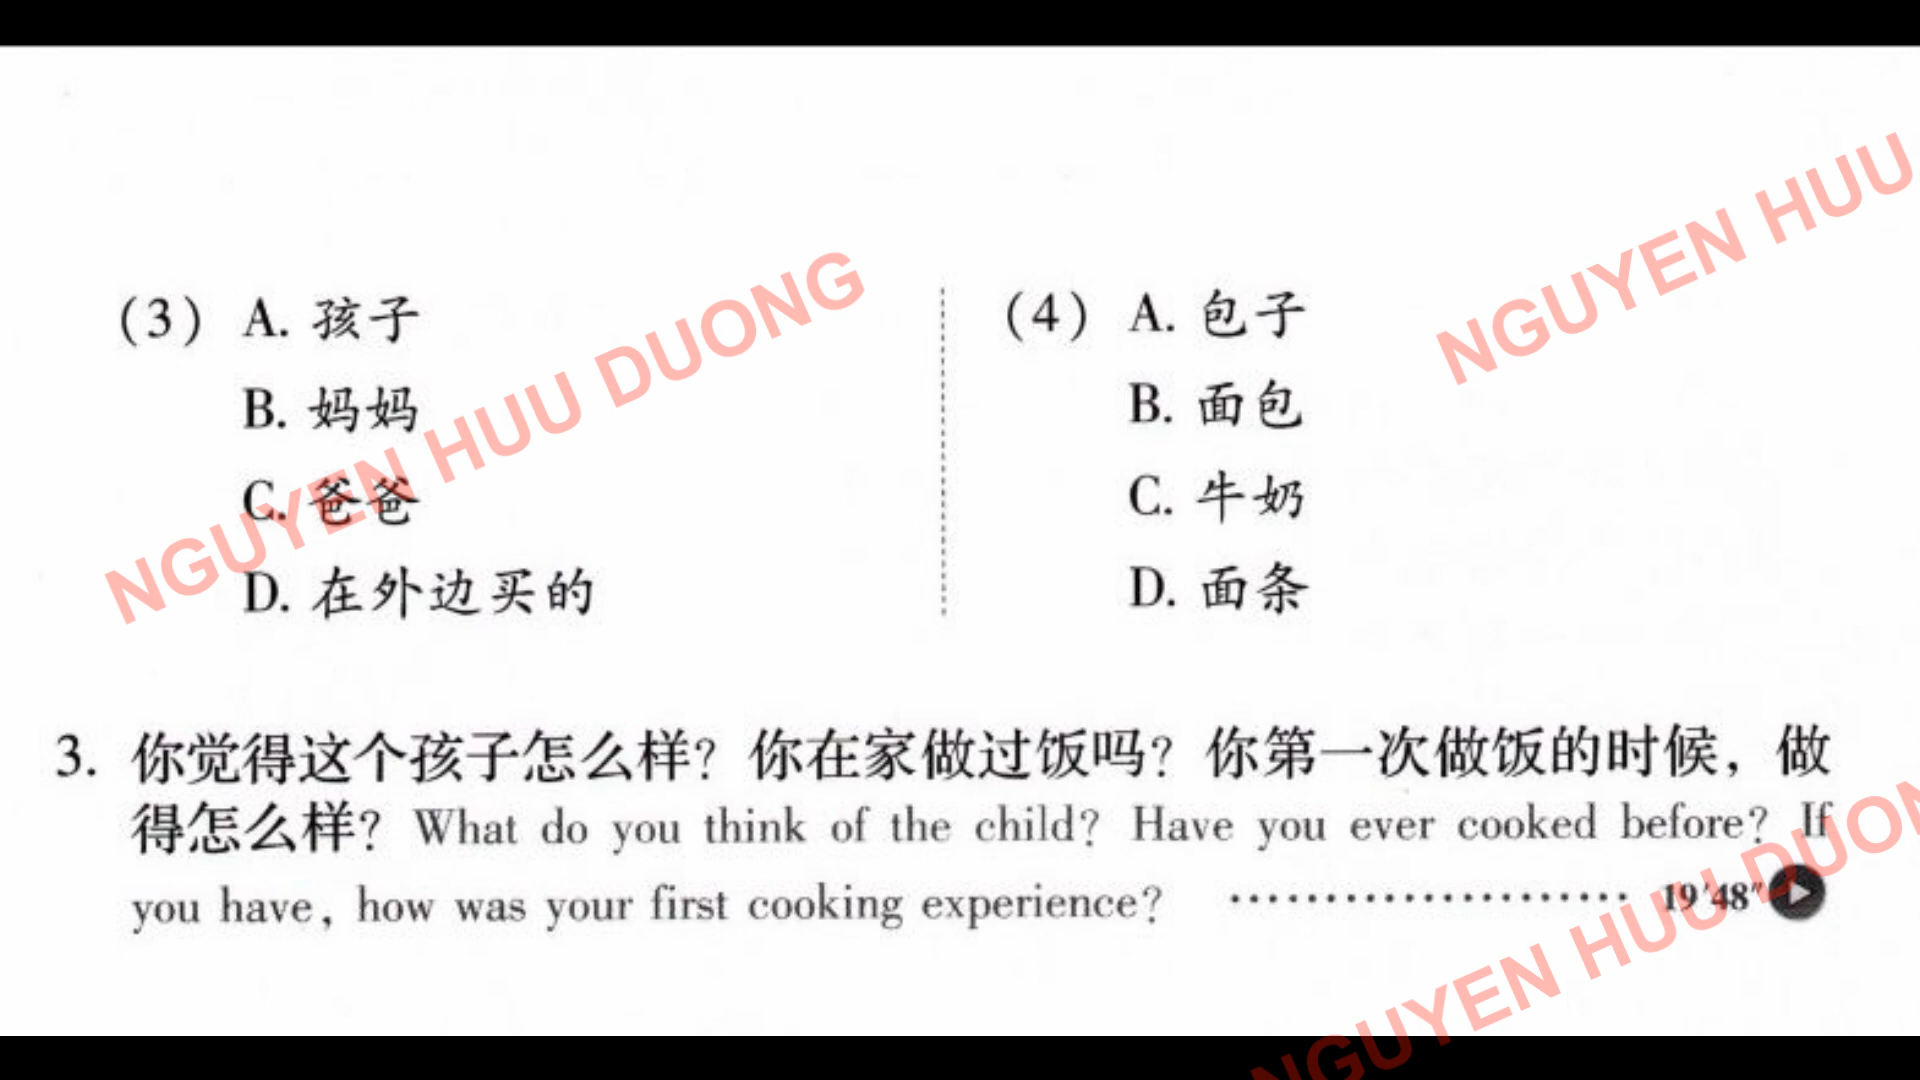 (3) A. 孩子
B. 妈妈
C. 爸爸
D. 在外边买的
(4) A. 包子
B. 面包
C. 牛奶
D. 面条
3. 你觉得这个孩子怎么样？你在家做过饭吗？你第一次做饭的时候，做
得怎么样？What do you think of the child? Have you ever cooked before? If
you have, how was your first cooking experience? ····················· 19′48″
NGUYEN HUU DUONG
NGUYEN HUU
NGUYEN HUU DUON